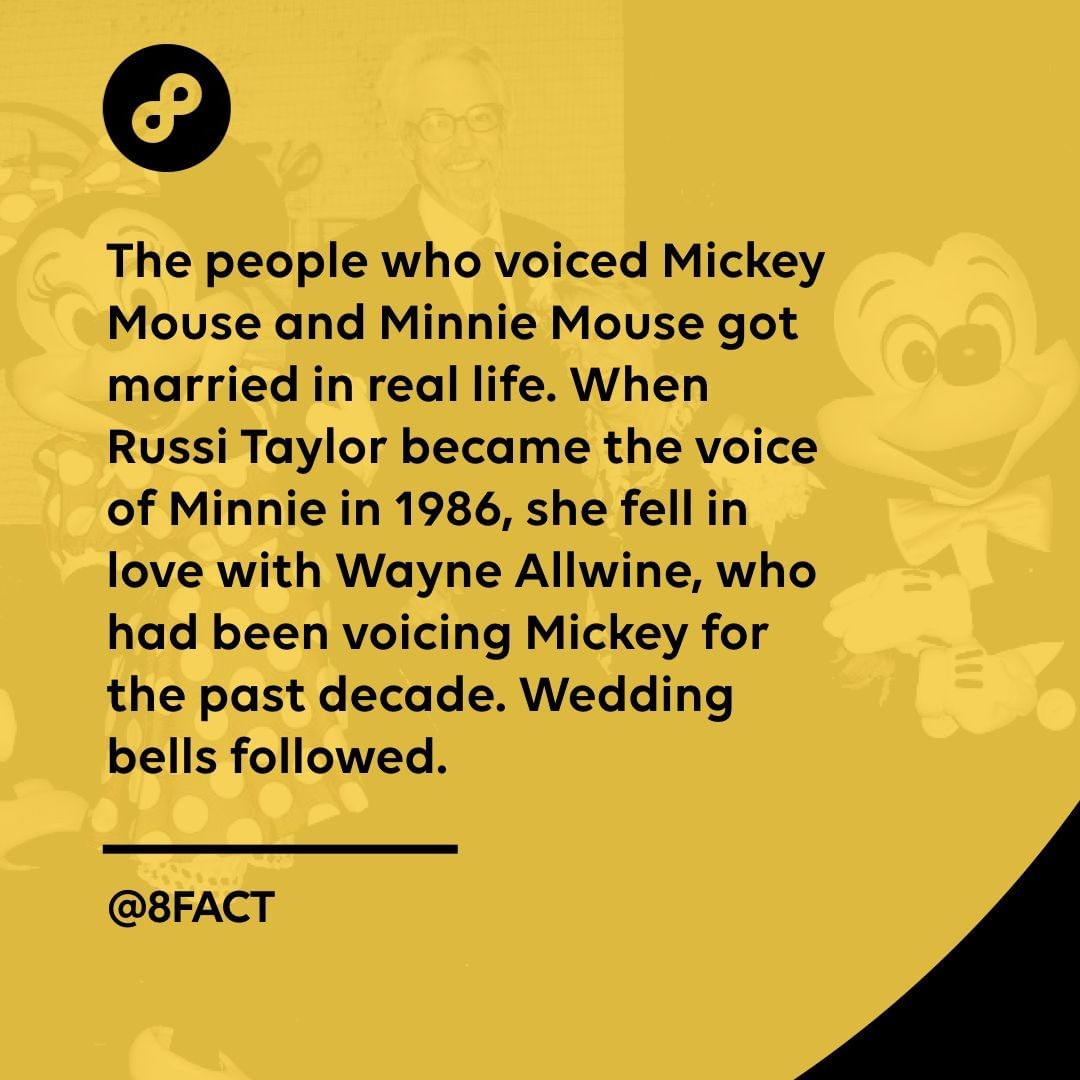 The people who voiced Mickey
Mouse and Minnie Mouse got
married in real life. When
Russi Taylor became the voice
of Minnie in 1986, she fell in
love with Wayne Allwine, who
had been voicing Mickey for
the past decade. Wedding
bells followed.
@8FACT